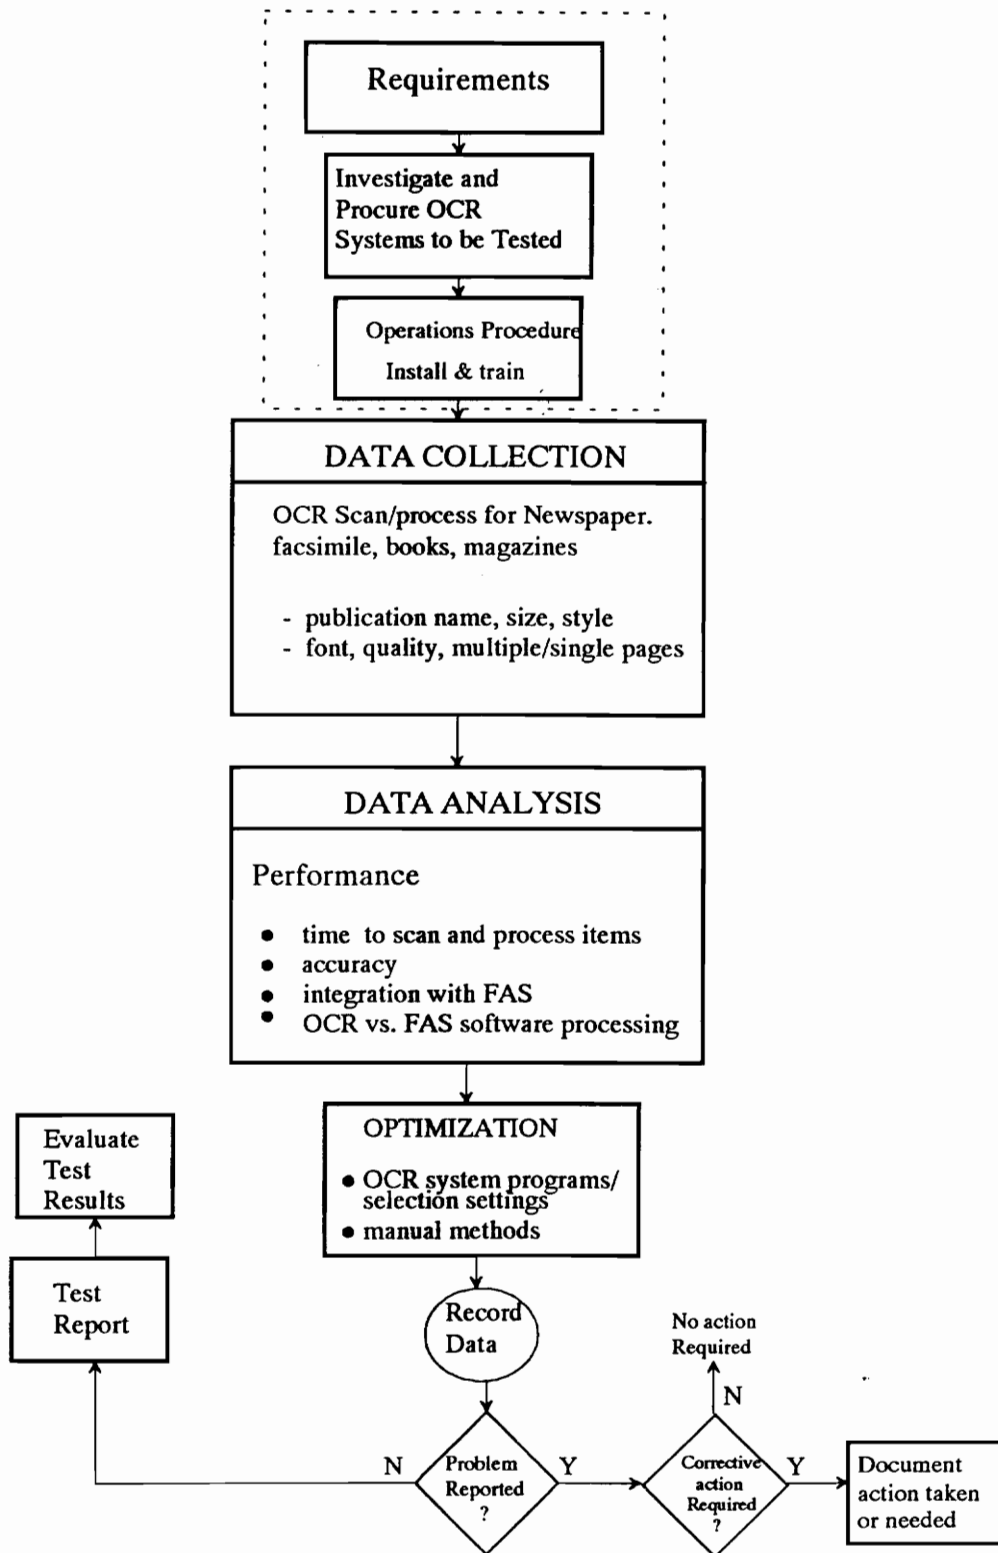 Requirements
Investigate and
Procure OCR
Systems to be Tested
Operations Procedure
Install & train
DATA COLLECTION
OCR Scan/process for Newspaper.
facsimile, books, magazines
- publication name, size, style
- font, quality, multiple/single pages
DATA ANALYSIS
Performance
● time to scan and process items
● accuracy
● integration with FAS
● OCR vs. FAS software processing
OPTIMIZATION
● OCR system programs/
selection settings
● manual methods
Evaluate
Test
Results
Test
Report
Record
Data
No action
Required
N
N
Problem
Reported
?
Y
Corrective
action
Required
?
Y
Document
action taken
or needed